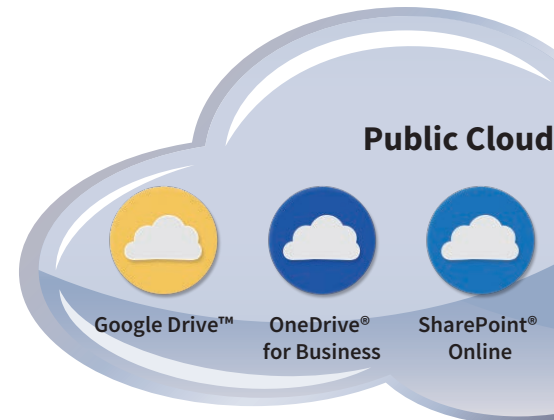 Public Cloud
Google Drive™
OneDrive®
for Business
SharePoint®
Online